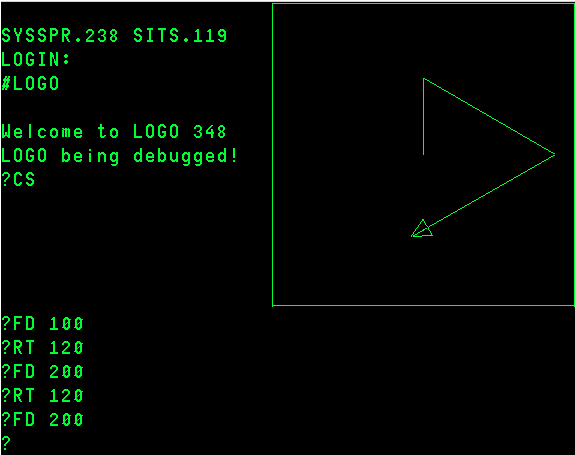 SYSSPR.238 SITS.119
LOGIN:
#LOGO
Welcome to LOGO 348
LOGO being debugged!
?CS
?FD 100
?RT 120
?FD 200
?RT 120
?FD 200
?